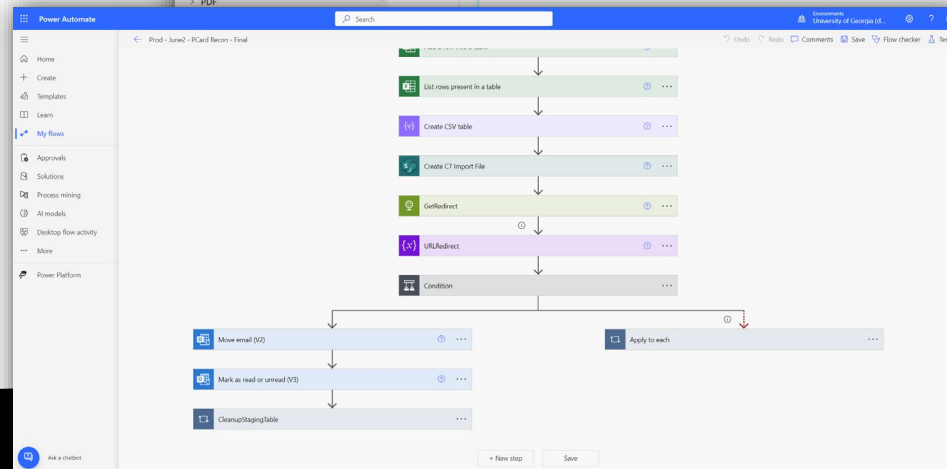 PDF
Power Automate
Search
Environments
University of Georgia (d...
Prod - June2 - PCard Recon - Final
Undo
Redo
Comments
Save
Flow checker
Home
Create
Templates
Learn
My flows
Approvals
Solutions
Process mining
AI models
Desktop flow activity
More
Power Platform
Ask a chatbot
List rows present in a table
Create CSV table
Create C7 Import File
GetRedirect
URLRedirect
Condition
Move email (V2)
Apply to each
Mark as read or unread (V3)
CleanupStagingTable
+ New step
Save